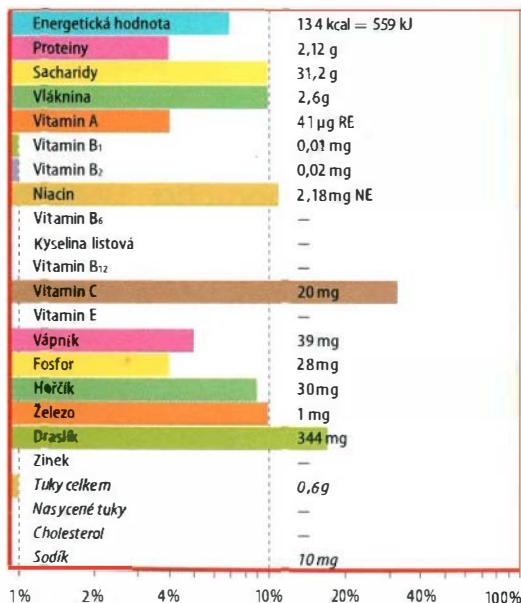 Energetická hodnota 134 kcal = 559 kJ
Proteiny 2,12 g
Sacharidy 31,2 g
Vláknina 2,6g
Vitamin A 41 µg RE
Vitamin B₁ 0,01 mg
Vitamin B₂ 0,02 mg
Niacin 2,18mg NE
Vitamin B₆ —
Kyselina listová —
Vitamin B₁₂ —
Vitamin C 20 mg
Vitamin E —
Vápník 39 mg
Fosfor 28mg
Hořčík 30mg
Železo 1 mg
Draslík 344 mg
Zinek —
Tuky celkem 0,6g
Nasycené tuky —
Cholesterol —
Sodík 10 mg
1% 2% 4% 10% 20% 40% 100%